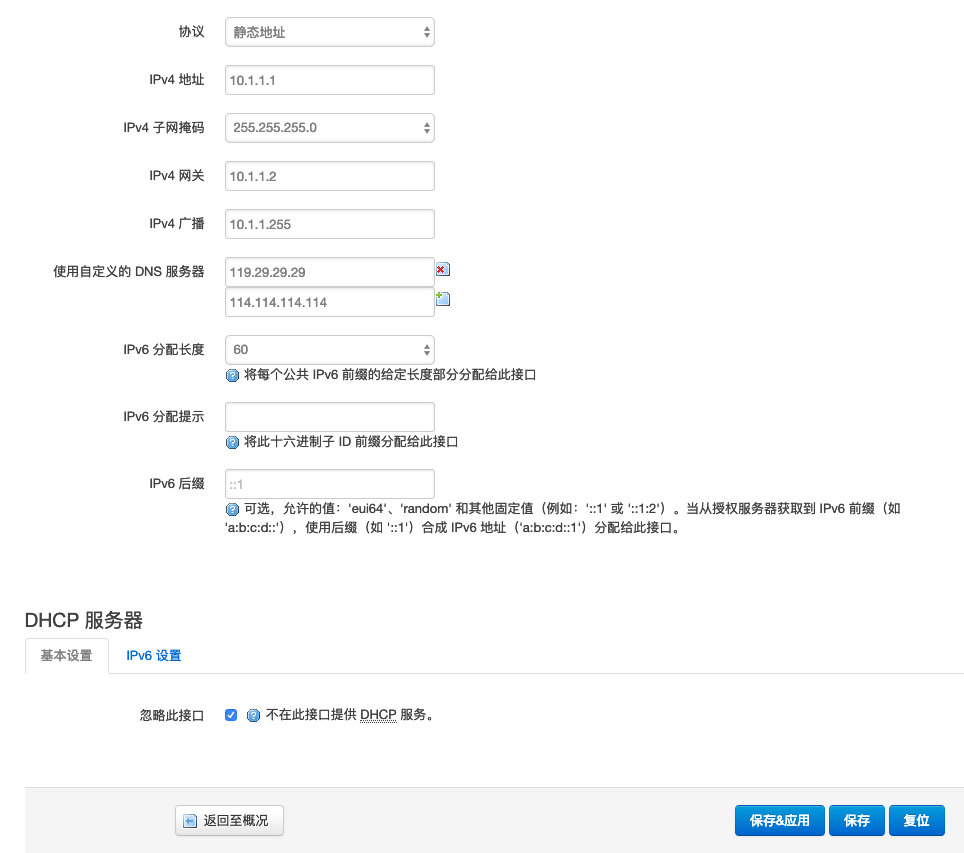 协议 静态地址
IPv4 地址 10.1.1.1
IPv4 子网掩码 255.255.255.0
IPv4 网关 10.1.1.2
IPv4 广播 10.1.1.255
使用自定义的 DNS 服务器 119.29.29.29
114.114.114.114
IPv6 分配长度 60
将每个公共 IPv6 前缀的给定长度部分分配给此接口
IPv6 分配提示
将此十六进制子 ID 前缀分配给此接口
IPv6 后缀 ::1
可选，允许的值：'eui64'、'random' 和其他固定值（例如：'::1' 或 '::1:2'）。当从授权服务器获取到 IPv6 前缀（如
'a:b:c:d::'），使用后缀（如 '::1'）合成 IPv6 地址（'a:b:c:d::1'）分配给此接口。
DHCP 服务器
基本设置 IPv6 设置
忽略此接口 不在此接口提供 DHCP 服务。
返回至概况 保存&应用 保存 复位